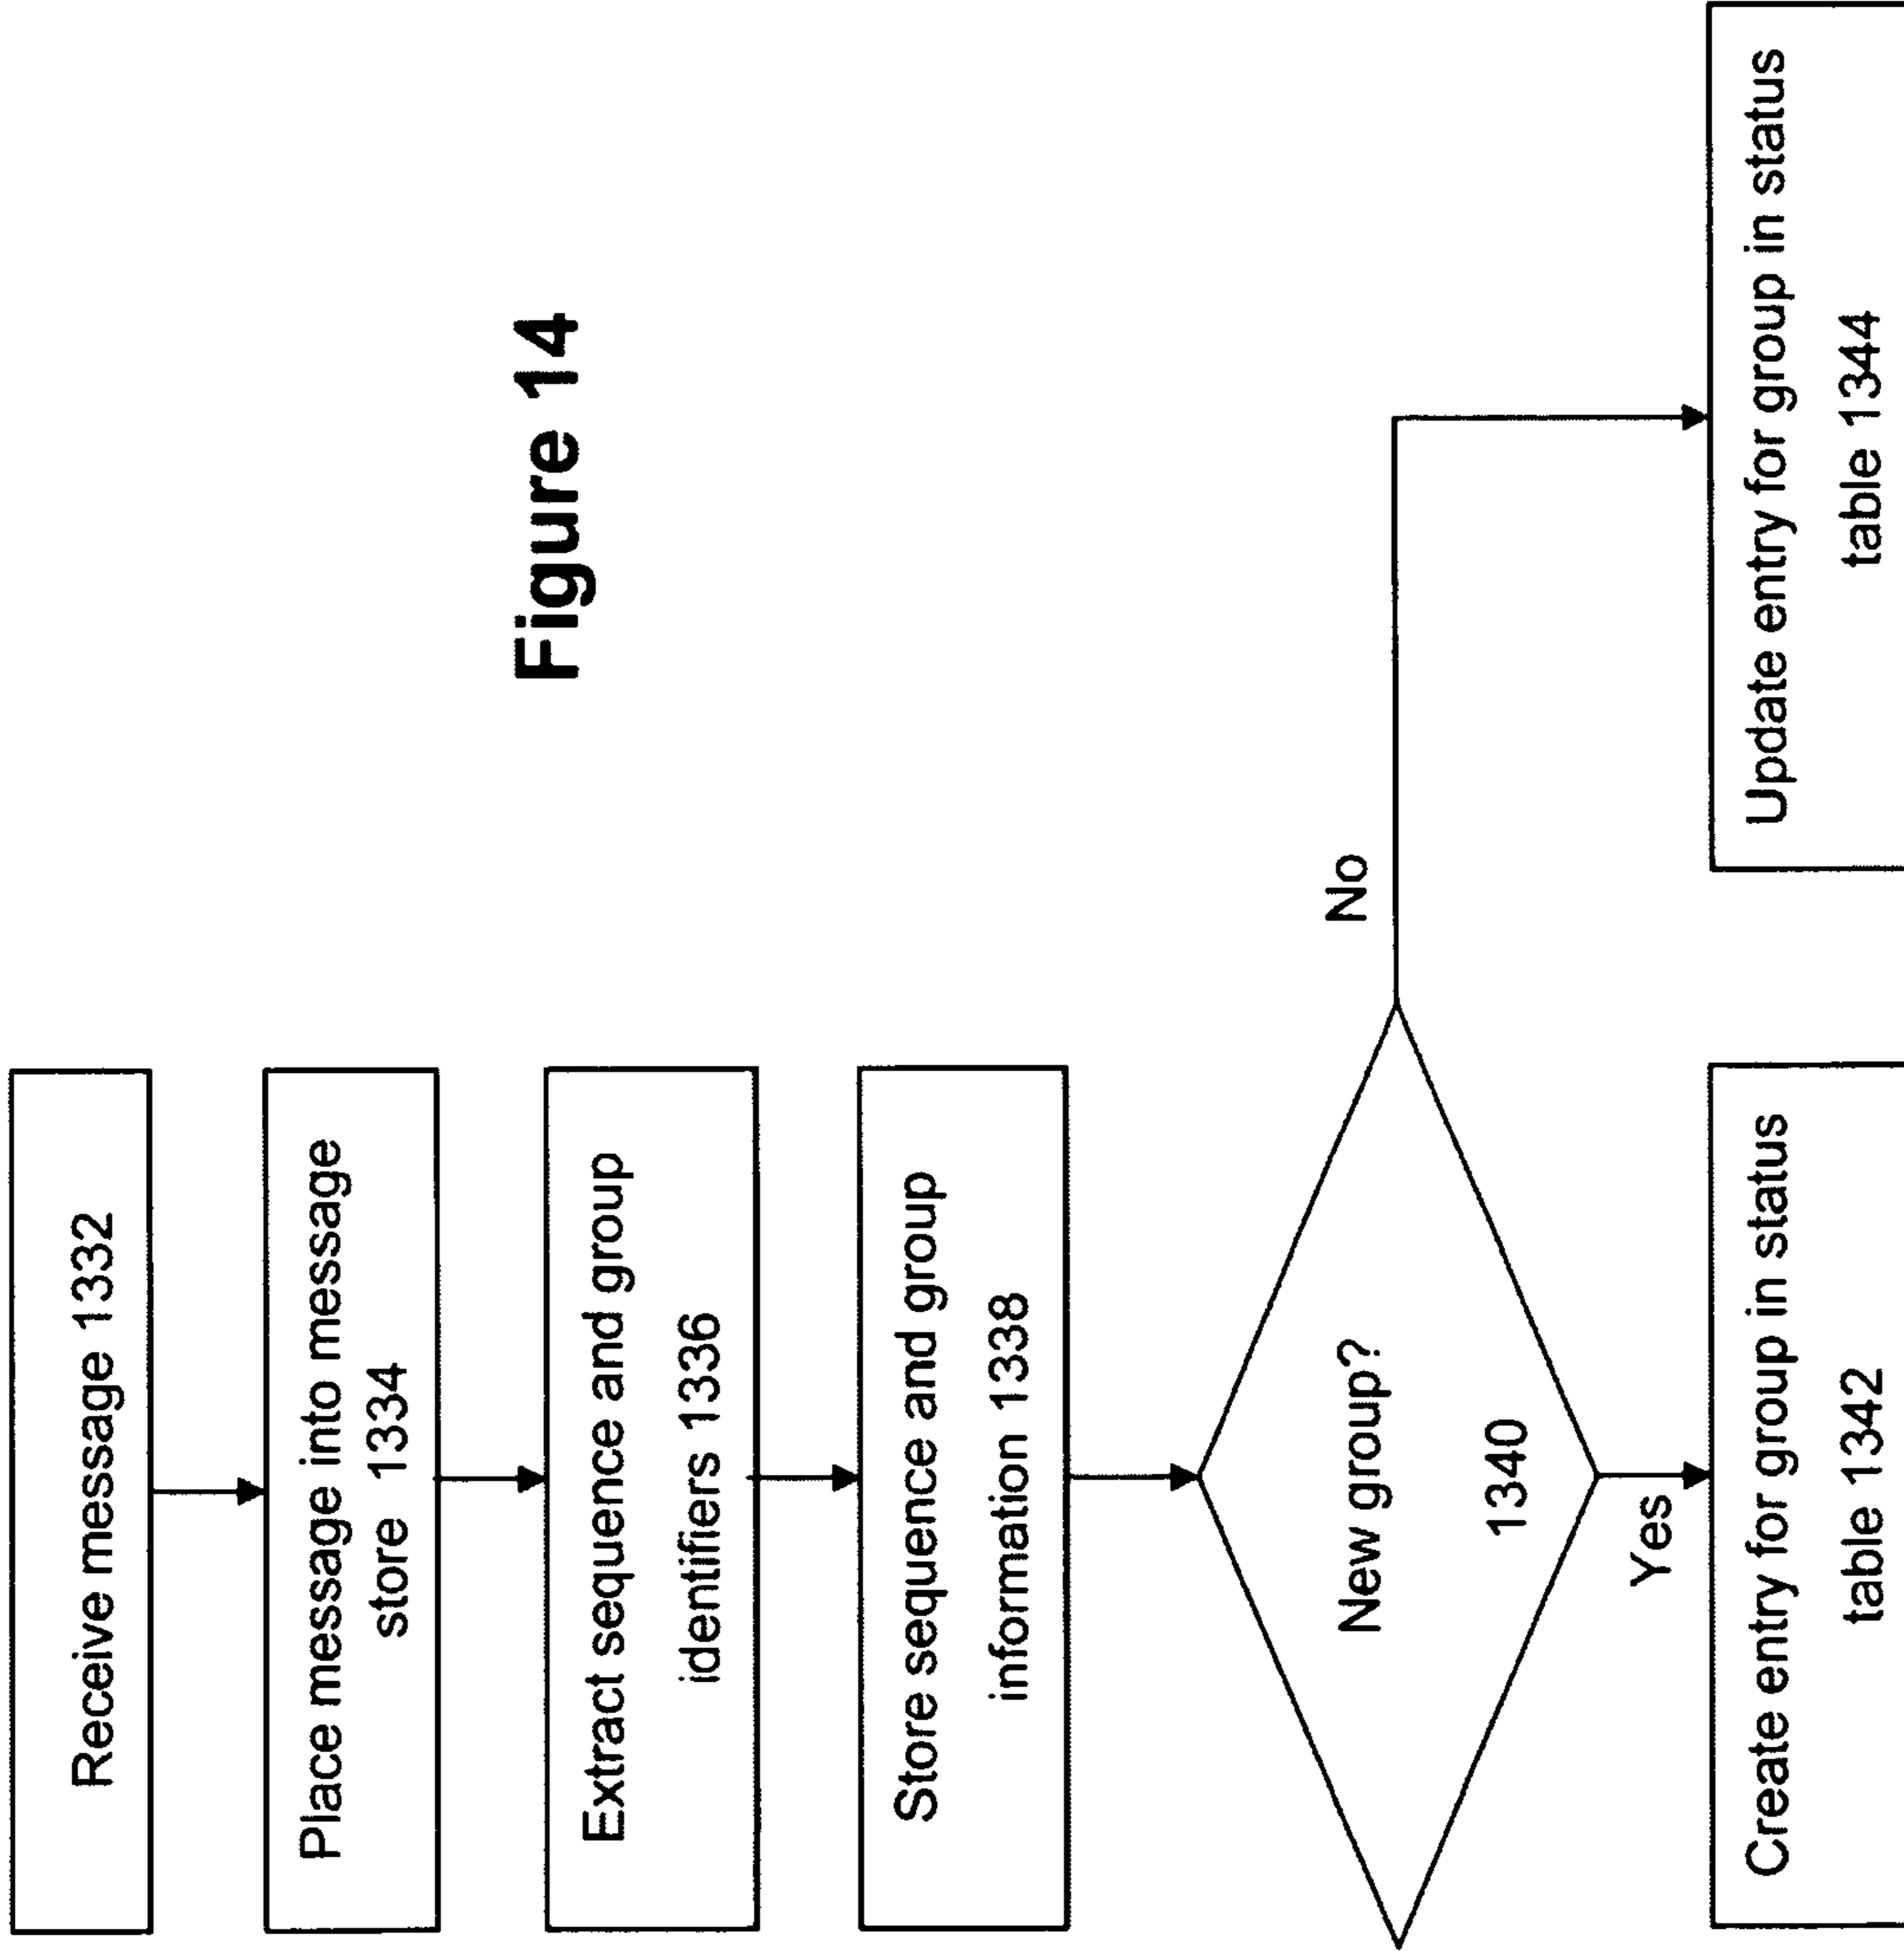 Receive message 1332
Place message into message
store 1334
Extract sequence and group
identifiers 1336
Store sequence and group
information 1338
New group?
1340
Yes
No
Create entry for group in status
table 1342
Update entry for group in status
table 1344
Figure 14